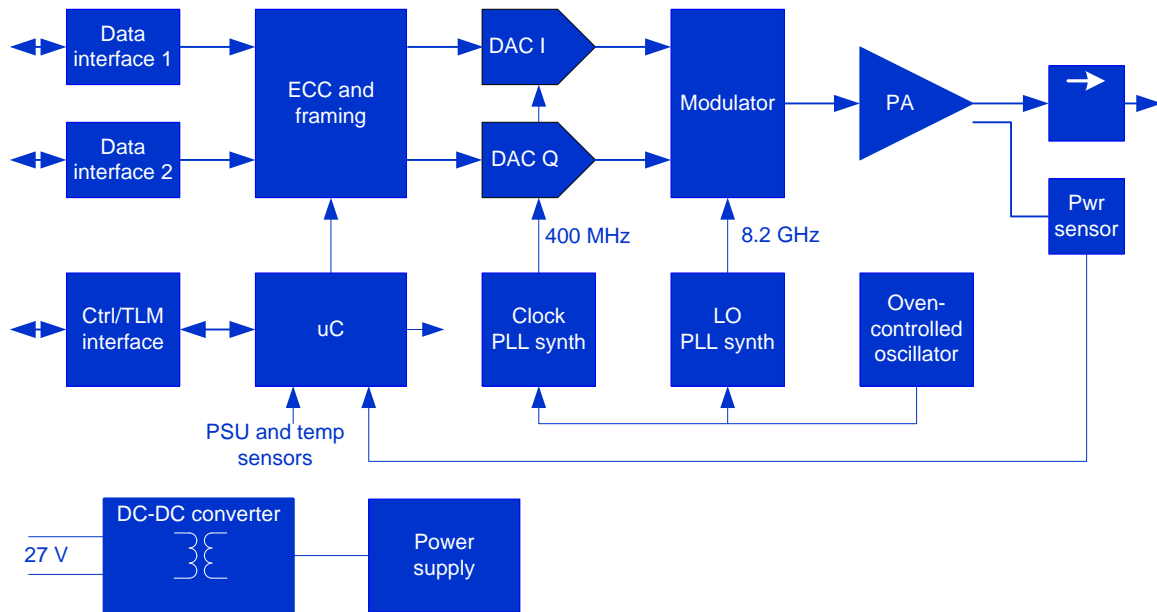 Data
interface 1
ECC and
framing
DAC I
Modulator
PA
Data
interface 2
DAC Q
Pwr
sensor
400 MHz
8.2 GHz
Ctrl/TLM
interface
uC
Clock
PLL synth
LO
PLL synth
Oven-
controlled
oscillator
PSU and temp
sensors
DC-DC converter
27 V
Power
supply